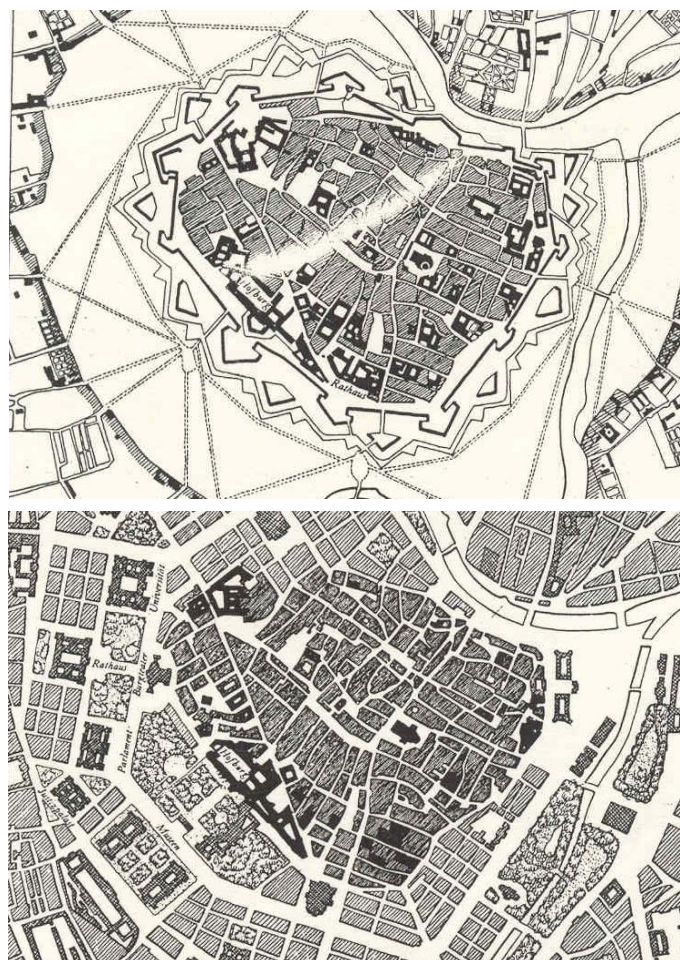 Hofburg
Rathaus
Universität
Rathaus
Burgtheater
Parlament
Hofburg
Museen